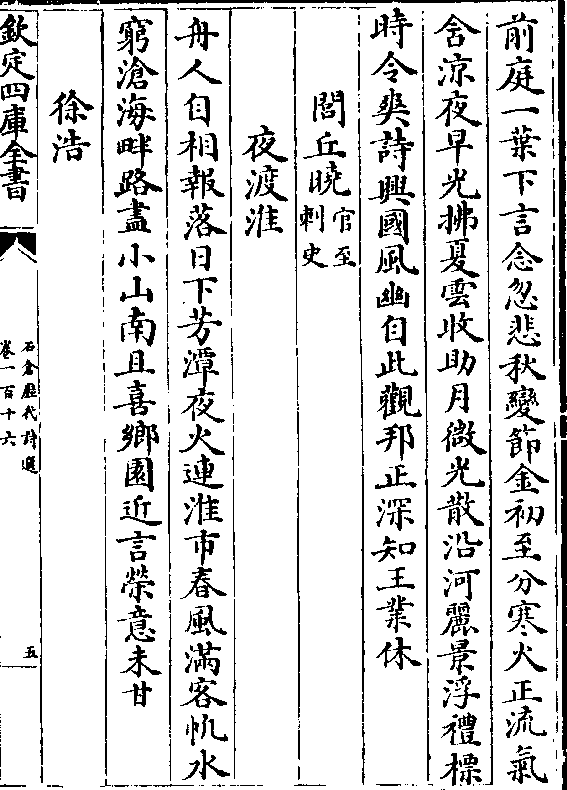 前庭一葉下言念忽悲秋變節金初至分寒火正流氣
含涼夜早光拂夏雲收助月微光散沿河麗景浮禮標
時令爽詩興國風幽自此觀邦正深知王業休
閭丘曉官至刺史
夜渡淮
舟人自相報落日下芳潭夜火連淮市春風滿客帆水
窮滄海畔路盡小山南且喜鄉園近言榮意未甘
徐浩
欽定四庫全書
石倉歷代詩選
卷一百十六
五